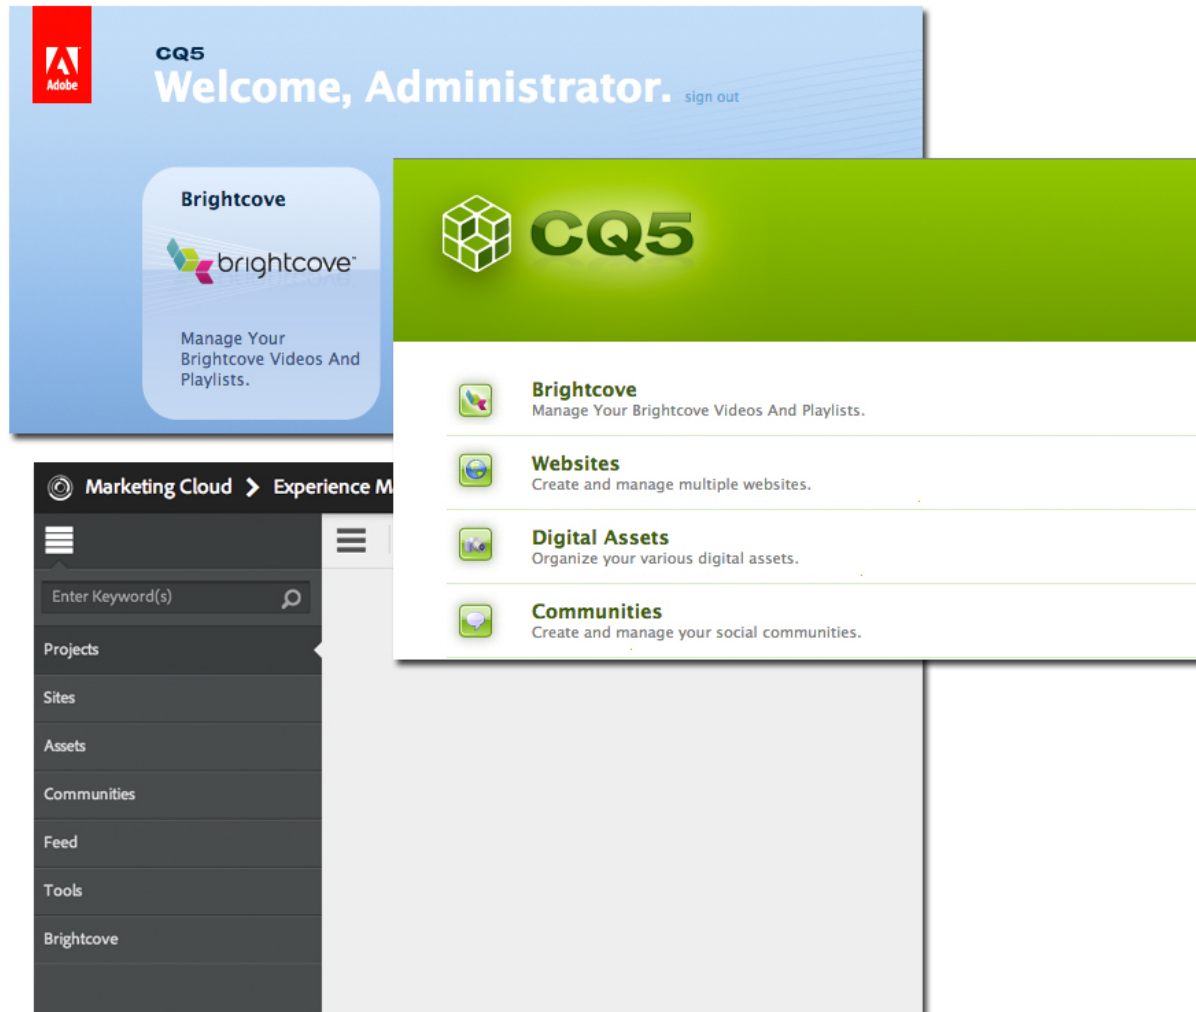 Adobe
CQ5
Welcome, Administrator. sign out
Brightcove
brightcove
Manage Your
Brightcove Videos And
Playlists.
CQ5
Brightcove
Manage Your Brightcove Videos And Playlists.
Websites
Create and manage multiple websites.
Digital Assets
Organize your various digital assets.
Communities
Create and manage your social communities.
Marketing Cloud > Experience M
Enter Keyword(s)
Projects
Sites
Assets
Communities
Feed
Tools
Brightcove